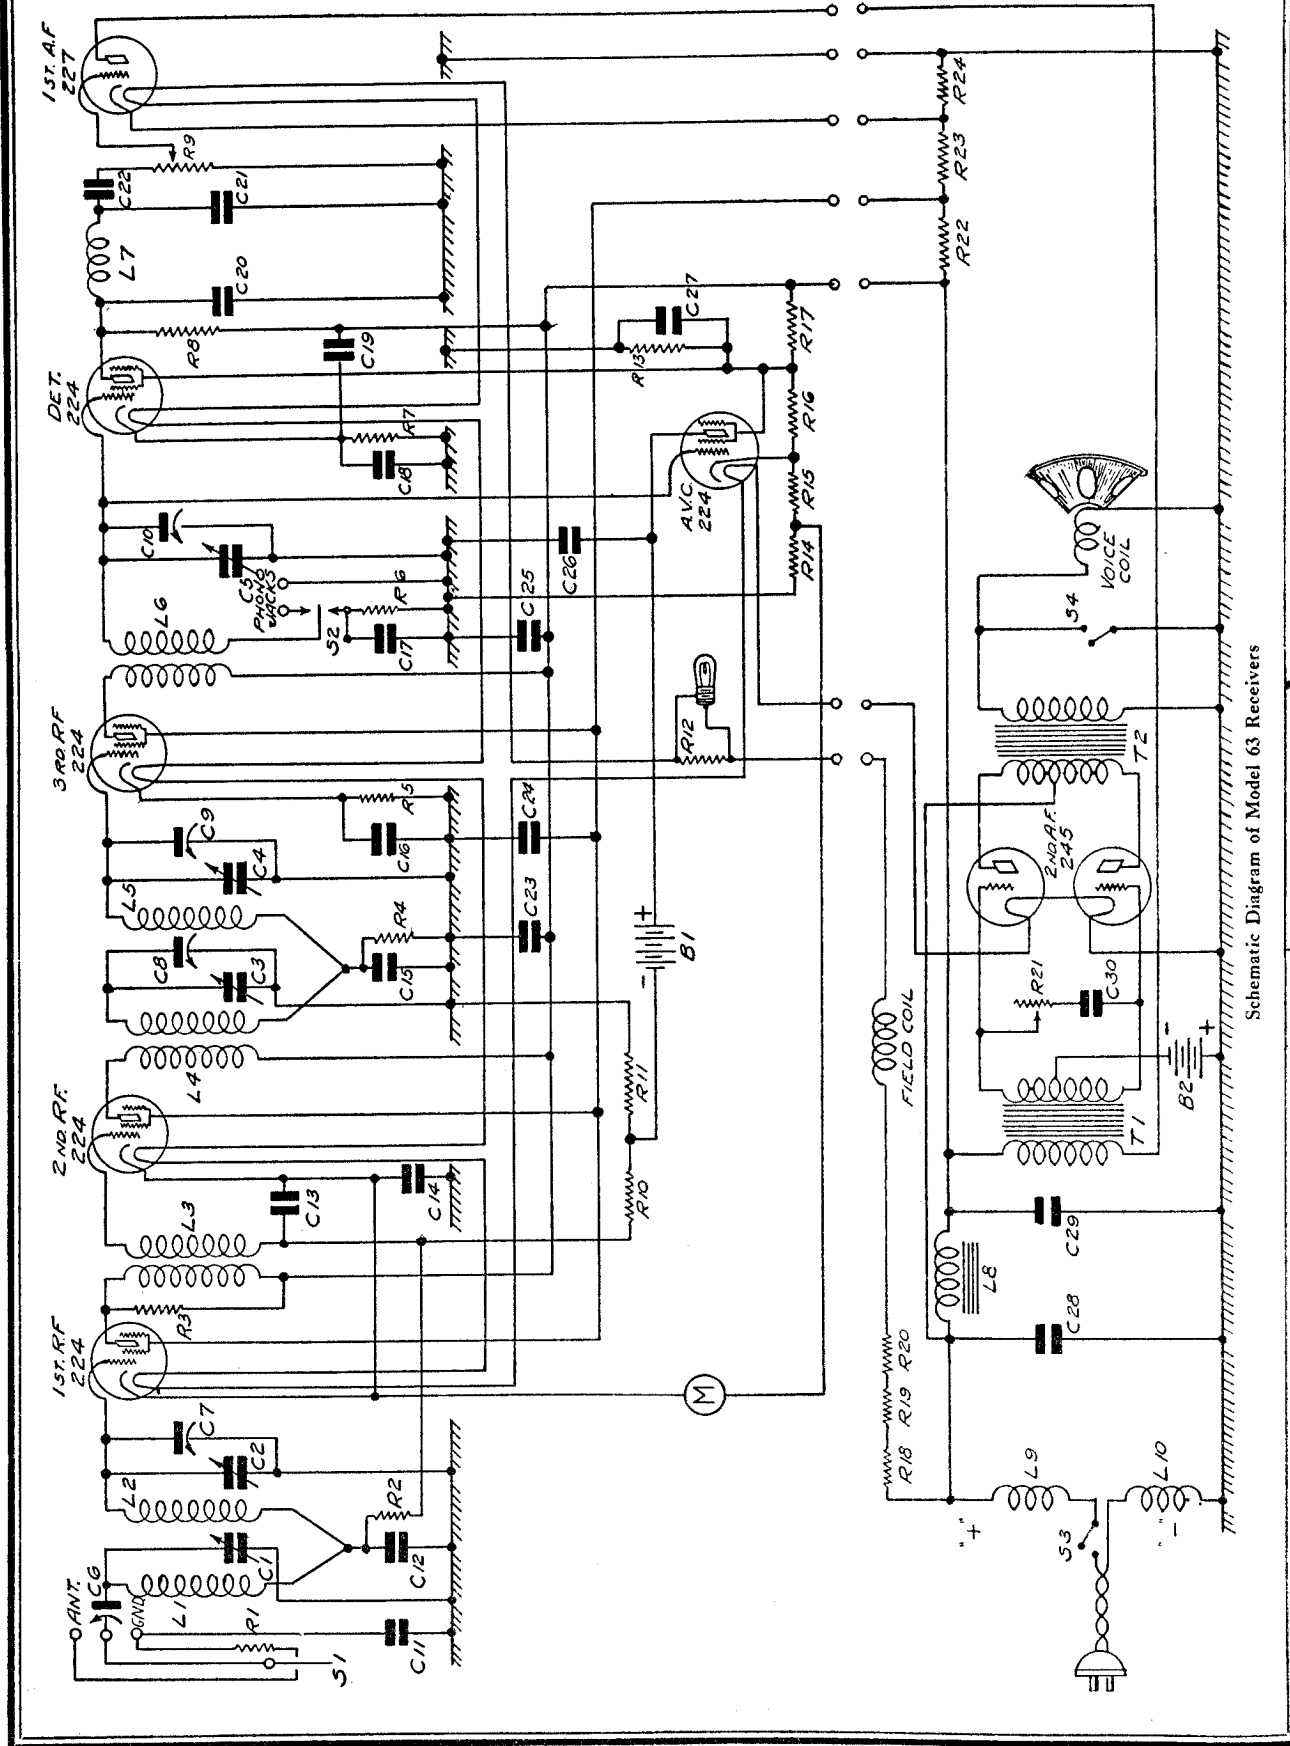 1ST. R.F
224
2ND. R.F.
224
3RD. R.F
224
DET.
224
1ST. A.F
227
ANT.
C6
GND
L1
R1
S1
C1
L2
C2
C7
C11
C12
R2
R3
L3
C13
C14
L4
C3
C8
L5
C4
C9
C15
R4
C16
R5
L6
PHONO
JACKS
C5
C10
S2
C17
R6
C18
R7
C19
R8
C20
L7
C21
C22
R9
R10
R11
C23
C24
C25
C26
- +
B1
M
R12
A.V.C.
224
R13
C27
R14
R15
R16
R17
R18
R19
R20
FIELD COIL
R22
R23
R24
"+"
L9
S3
"-"
L10
C28
L8
C29
T1
B2
-
+
R21
C30
2ND. A.F.
245
T2
S4
VOICE
COIL
Schematic Diagram of Model 63 Receivers